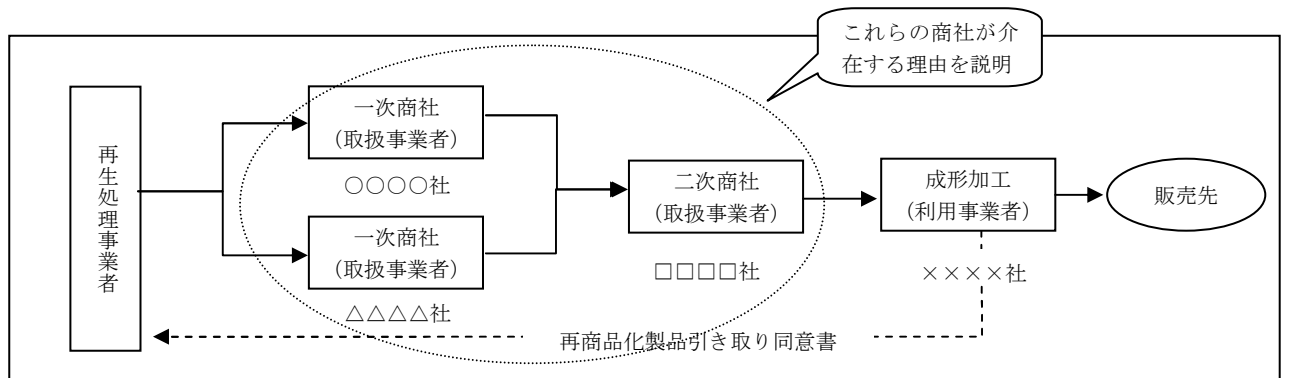 これらの商社が介
在する理由を説明
再生処理事業者
一次商社
(取扱事業者)
○○○○社
一次商社
(取扱事業者)
△△△△社
二次商社
(取扱事業者)
□□□□社
成形加工
(利用事業者)
××××社
販売先
再商品化製品引き取り同意書